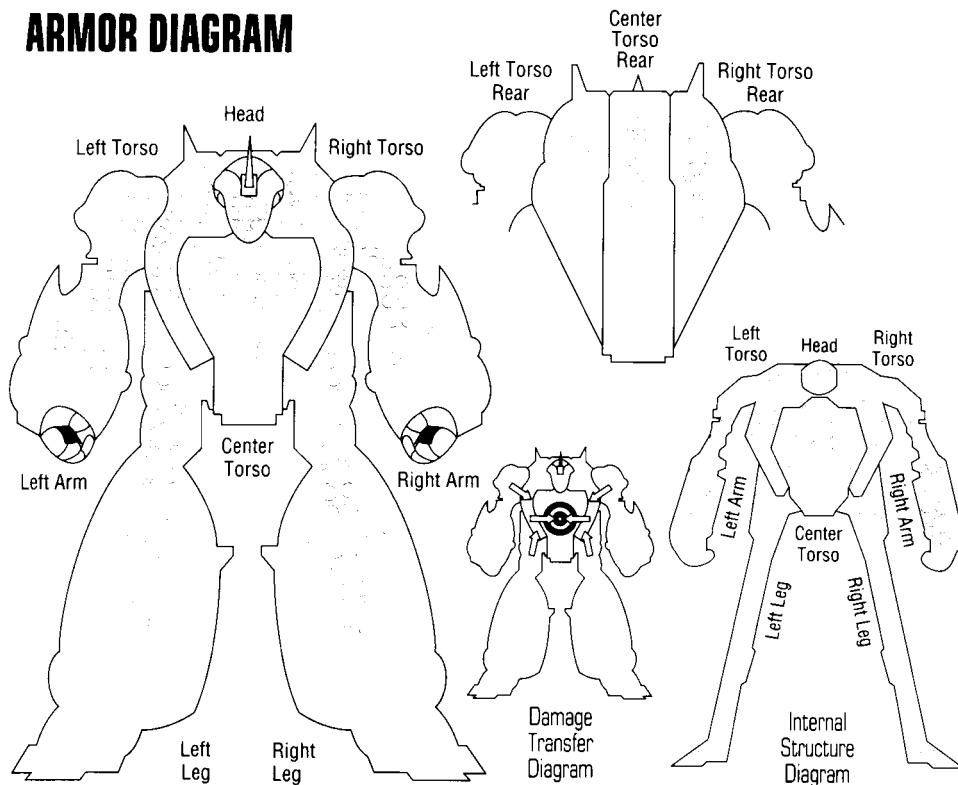 ARMOR DIAGRAM
Head
Left Torso
Right Torso
Left Arm
Center
Torso
Right Arm
Left
Leg
Right
Leg
Center
Torso
Rear
Left Torso
Rear
Right Torso
Rear
Damage
Transfer
Diagram
Left
Torso
Head
Right
Torso
Left Arm
Right Arm
Center
Torso
Left Leg
Right Leg
Internal
Structure
Diagram